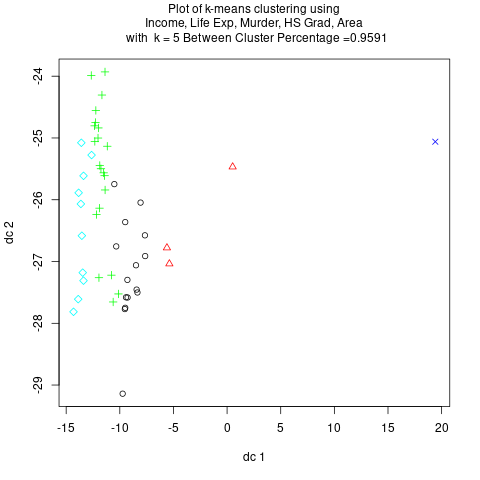 Plot of k-means clustering using
Income, Life Exp, Murder, HS Grad, Area
with k = 5 Between Cluster Percentage =0.9591
-24
-25
-26
-27
-28
-29
dc 2
-15 -10 -5 0 5 10 15 20
dc 1